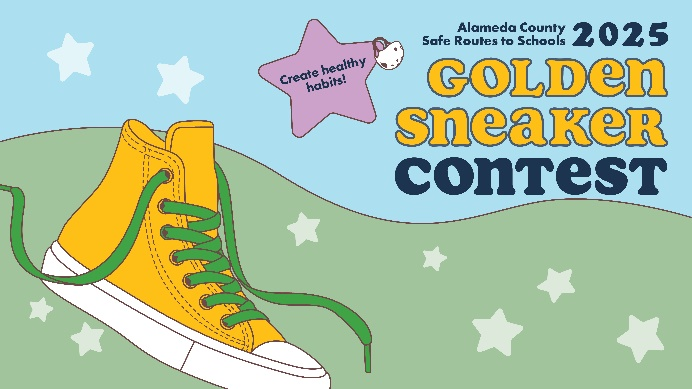 Alameda County
Safe Routes to Schools 2025
GOLDEN
SNEAKER
CONTEST
Create healthy
habits!